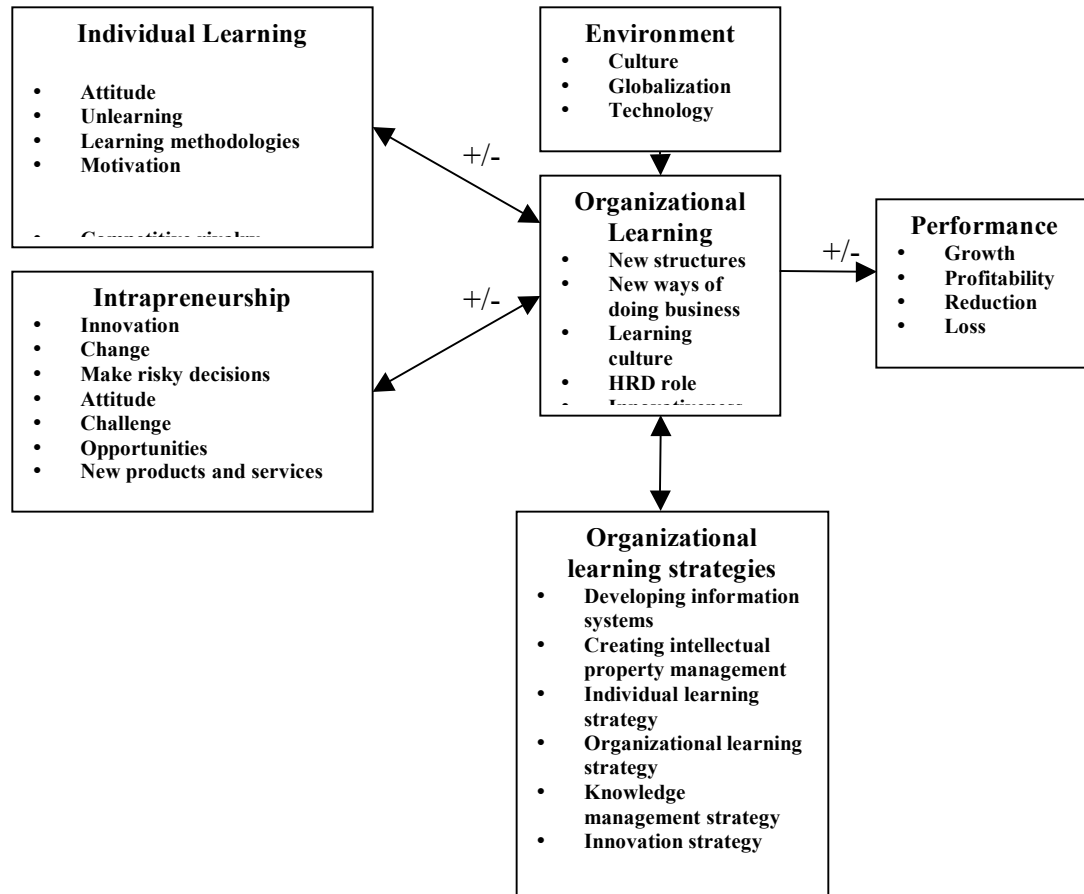 Individual Learning
• Attitude
• Unlearning
• Learning methodologies
• Motivation
• Competitive rivalry
Environment
• Culture
• Globalization
• Technology
+/-
Organizational
Learning
• New structures
• New ways of
doing business
• Learning
culture
• HRD role
• Innovativeness
+/-
Performance
• Growth
• Profitability
• Reduction
• Loss
Intrapreneurship
• Innovation
• Change
• Make risky decisions
• Attitude
• Challenge
• Opportunities
• New products and services
+/-
Organizational
learning strategies
• Developing information
systems
• Creating intellectual
property management
• Individual learning
strategy
• Organizational learning
strategy
• Knowledge
management strategy
• Innovation strategy